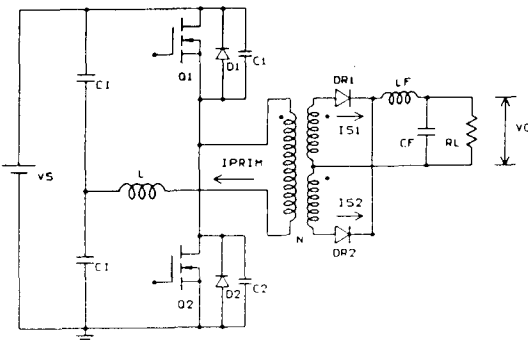 CI
Q1
D1
C1
DR1
LF
IS1
CF
RL
VO
VS
L
IPRIM
IS2
N
DR2
CI
Q2
D2
C2